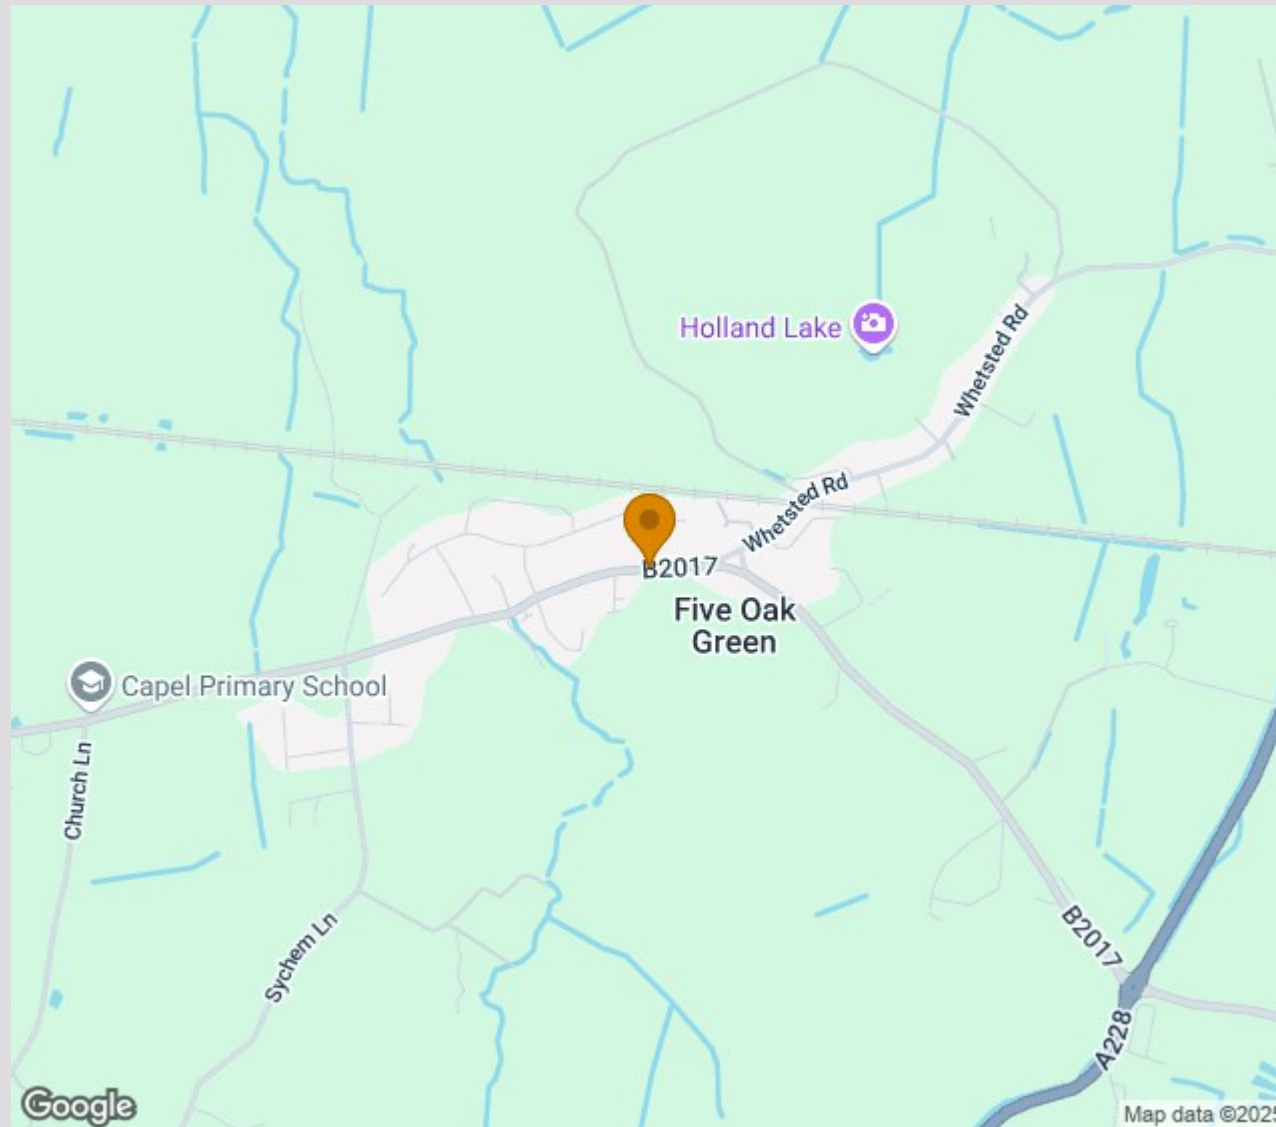 Holland Lake
Whetsted Rd
Whetsted Rd
B2017
Five Oak
Green
Capel Primary School
Church Ln
Sychem Ln
B2017
A228
Google
Map data ©2025